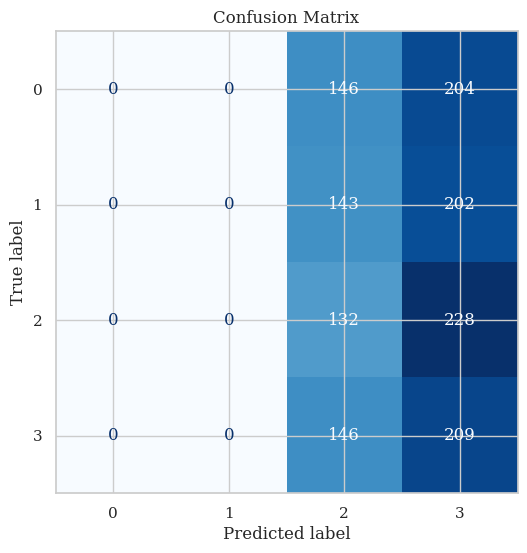 Confusion Matrix
0 0 0 146 204
1 0 0 143 202
True label
2 0 0 132 228
3 0 0 146 209
0 1 2 3
Predicted label